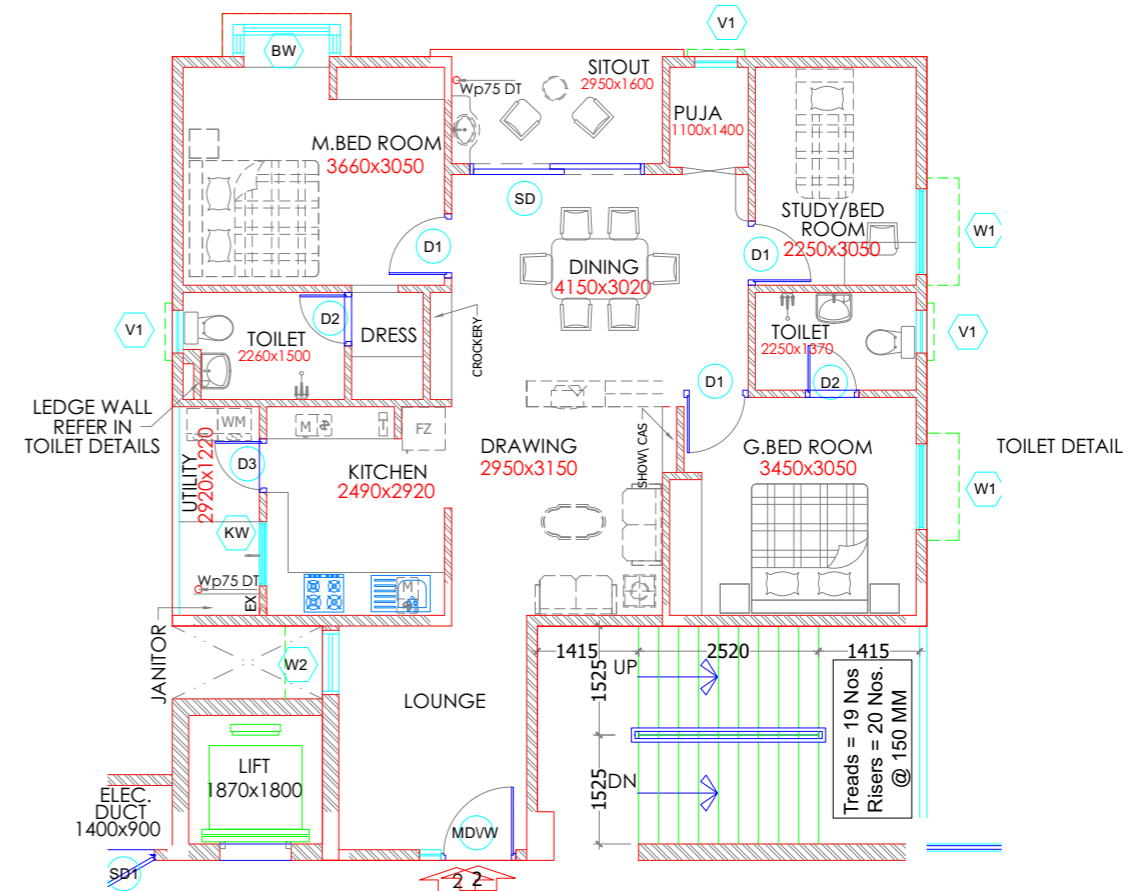 V1
BW
SITOUT
2950x1600
Wp75 DT
PUJA
1100x1400
M.BED ROOM
3660x3050
SD
STUDY/BED
ROOM
2250x3050
W1
D1
D1
DINING
4150x3020
V1
D2
TOILET
2260x1500
DRESS
CROCKERY
TOILET
2250x1370
V1
D1
D2
LEDGE WALL
REFER IN
TOILET DETAILS
WM
M
FZ
DRAWING
2950x3150
SHOW\ CAS
G.BED ROOM
3450x3050
TOILET DETAIL
D3
KITCHEN
2490x2920
UTILITY
2920x1220
W1
KW
Wp75 DT
EX
M
JANITOR
W2
LOUNGE
1415
2520
1415
1525
UP
1525
DN
Treads = 19 Nos
Risers = 20 Nos.
@ 150 MM
LIFT
1870x1800
ELEC.
DUCT
1400x900
MDVW
SD1
2 2